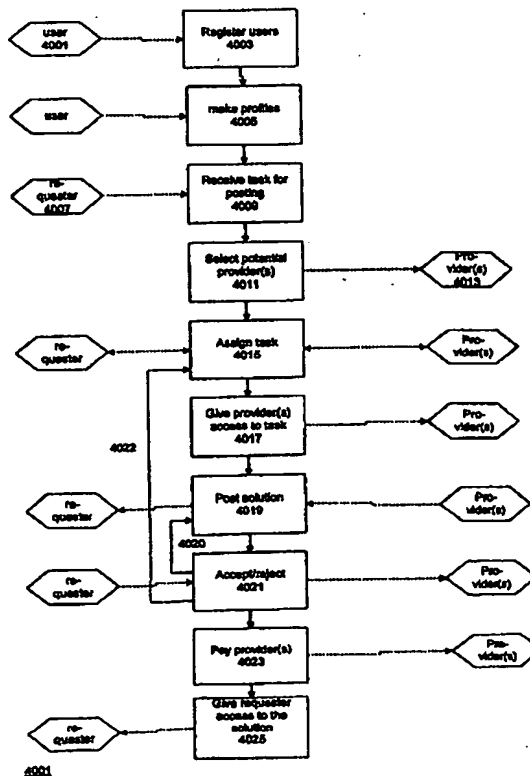 user
4001
Register users
4003
user
make profiles
4005
re-
quester
4007
Receive task for
posting
4009
Select potential
provider(s)
4011
Pro-
vider(s)
4013
re-
quester
Assign task
4015
Pro-
vider(s)
4022
Give provider(s)
access to task
4017
Pro-
vider(s)
re-
quester
Post solution
4019
Pro-
vider(s)
4020
re-
quester
Accept/reject
4021
Pro-
vider(s)
Pay provider(s)
4023
Pro-
vider(s)
re-
quester
Give requester
access to the
solution
4025
4001